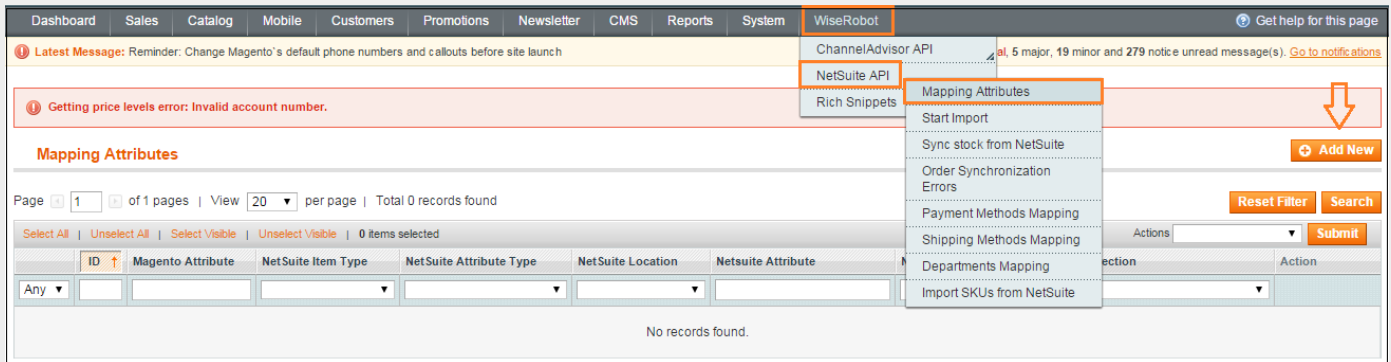 Dashboard Sales Catalog Mobile Customers Promotions Newsletter CMS Reports System WiseRobot Get help for this page
Latest Message: Reminder: Change Magento`s default phone numbers and callouts before site launch
al, 5 major, 19 minor and 279 notice unread message(s). Go to notifications
ChannelAdvisor API
NetSuite API
Rich Snippets
Mapping Attributes
Start Import
Sync stock from NetSuite
Order Synchronization
Errors
Payment Methods Mapping
Shipping Methods Mapping
Departments Mapping
Import SKUs from NetSuite
Getting price levels error: Invalid account number.
Mapping Attributes
Add New
Page 1 of 1 pages | View 20 per page | Total 0 records found
Reset Filter Search
Select All | Unselect All | Select Visible | Unselect Visible | 0 items selected
Actions Submit
ID Magento Attribute NetSuite Item Type NetSuite Attribute Type NetSuite Location Netsuite Attribute ection Action
Any
No records found.